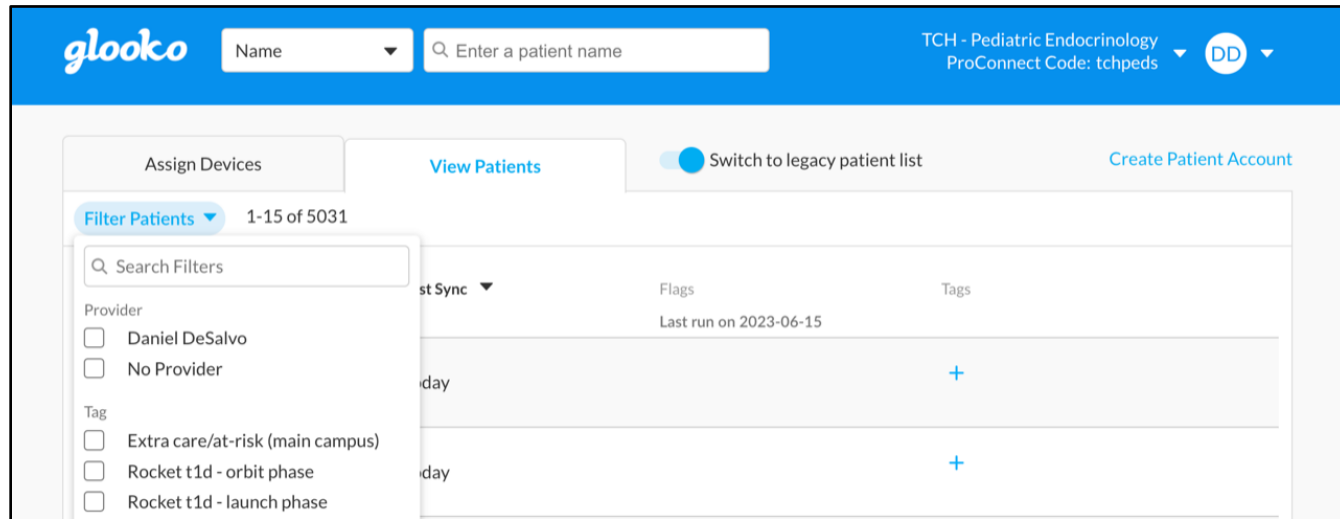 glooko
Name
Enter a patient name
TCH - Pediatric Endocrinology
ProConnect Code: tchpeds
DD
Assign Devices
View Patients
Switch to legacy patient list
Create Patient Account
Filter Patients
1-15 of 5031
Search Filters
st Sync
Flags
Tags
Last run on 2023-06-15
Provider
Daniel DeSalvo
No Provider
day
Tag
Extra care/at-risk (main campus)
Rocket t1d - orbit phase
day
Rocket t1d - launch phase